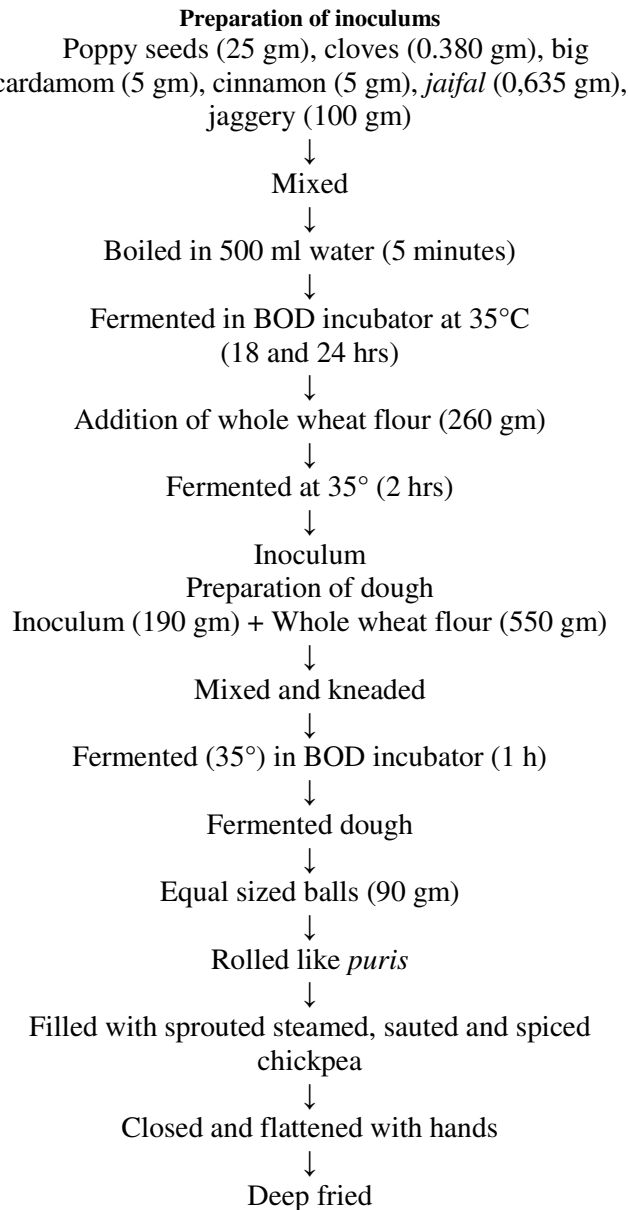 Preparation of inoculums
Poppy seeds (25 gm), cloves (0.380 gm), big
cardamom (5 gm), cinnamon (5 gm), jaifal (0,635 gm),
jaggery (100 gm)
↓
Mixed
↓
Boiled in 500 ml water (5 minutes)
↓
Fermented in BOD incubator at 35°C
(18 and 24 hrs)
↓
Addition of whole wheat flour (260 gm)
↓
Fermented at 35° (2 hrs)
↓
Inoculum
Preparation of dough
Inoculum (190 gm) + Whole wheat flour (550 gm)
↓
Mixed and kneaded
↓
Fermented (35°) in BOD incubator (1 h)
↓
Fermented dough
↓
Equal sized balls (90 gm)
↓
Rolled like puris
↓
Filled with sprouted steamed, sauted and spiced
chickpea
↓
Closed and flattened with hands
↓
Deep fried